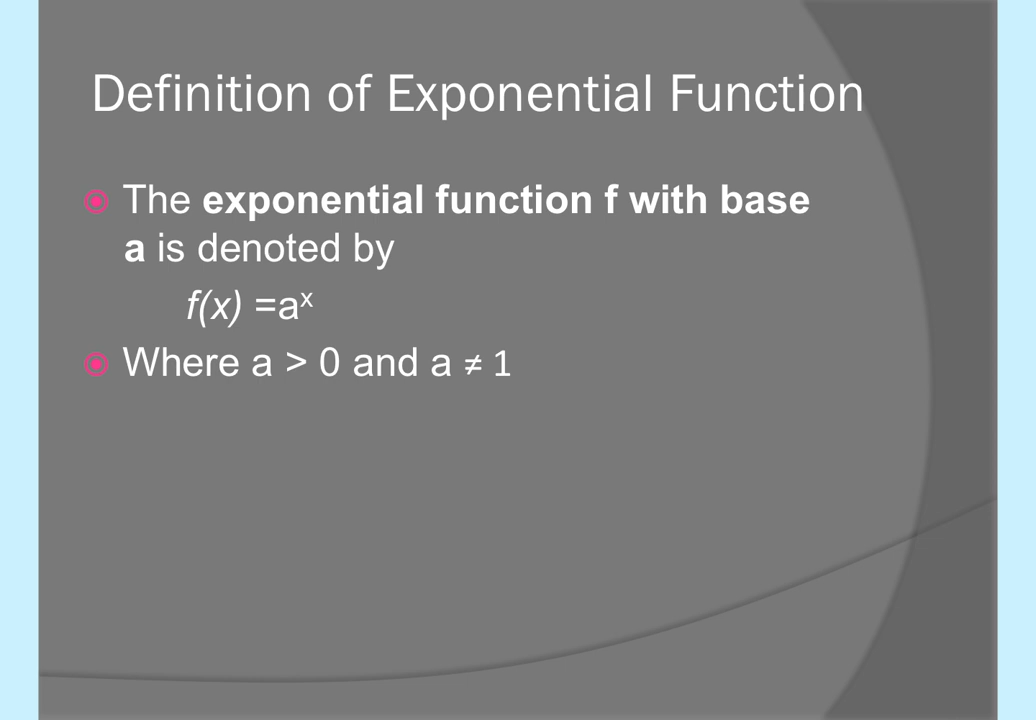 Definition of Exponential Function
The exponential function f with base
a is denoted by
f(x) =aˣ
Where a > 0 and a ≠ 1